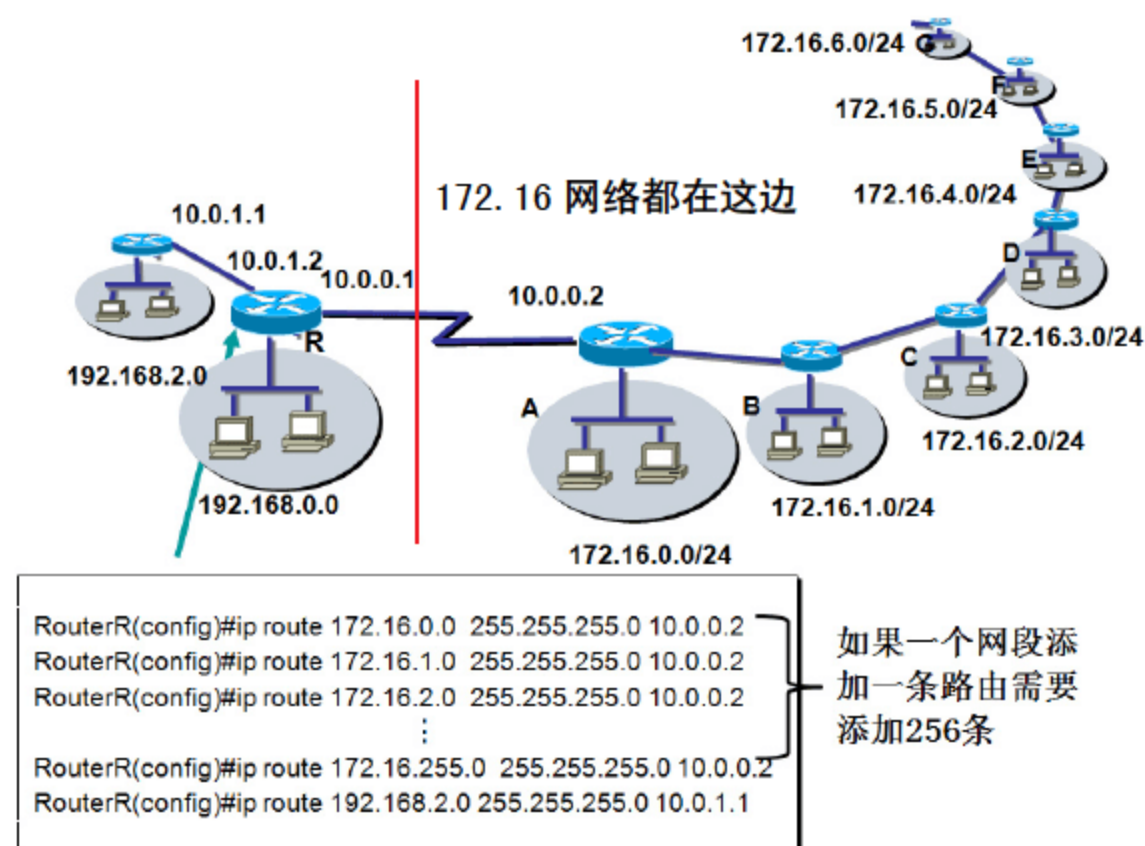 172.16.6.0/24 G
F
172.16.5.0/24
E
172.16 网络都在这边
172.16.4.0/24
10.0.1.1
D
10.0.1.2
10.0.0.1
10.0.0.2
172.16.3.0/24
R
C
192.168.2.0
A
B
172.16.2.0/24
192.168.0.0
172.16.1.0/24
172.16.0.0/24
RouterR(config)#ip route 172.16.0.0 255.255.255.0 10.0.0.2
RouterR(config)#ip route 172.16.1.0 255.255.255.0 10.0.0.2
RouterR(config)#ip route 172.16.2.0 255.255.255.0 10.0.0.2
⋮
RouterR(config)#ip route 172.16.255.0 255.255.255.0 10.0.0.2
RouterR(config)#ip route 192.168.2.0 255.255.255.0 10.0.1.1
如果一个网段添
加一条路由需要
添加256条